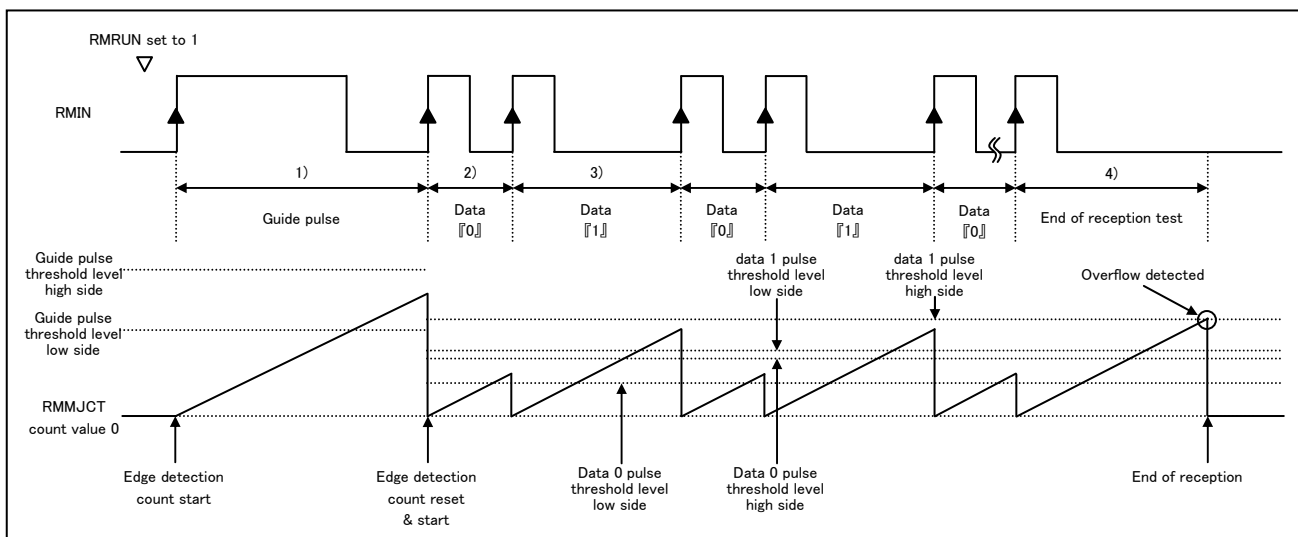 RMRUN set to 1
RMIN
1)
2)
3)
4)
Guide pulse
Data
『0』
Data
『1』
Data
『0』
Data
『1』
Data
『0』
End of reception test
Guide pulse
threshold level
high side
data 1 pulse
threshold level
low side
data 1 pulse
threshold level
high side
Overflow detected
Guide pulse
threshold level
low side
RMMJCT
count value 0
Edge detection
count start
Edge detection
count reset
& start
Data 0 pulse
threshold level
low side
Data 0 pulse
threshold level
high side
End of reception